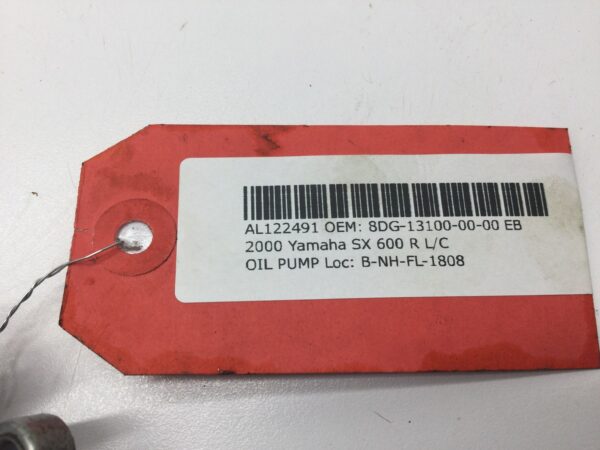 AL122491 OEM: 8DG-13100-00-00 EB
2000 Yamaha SX 600 R L/C
OIL PUMP Loc: B-NH-FL-1808